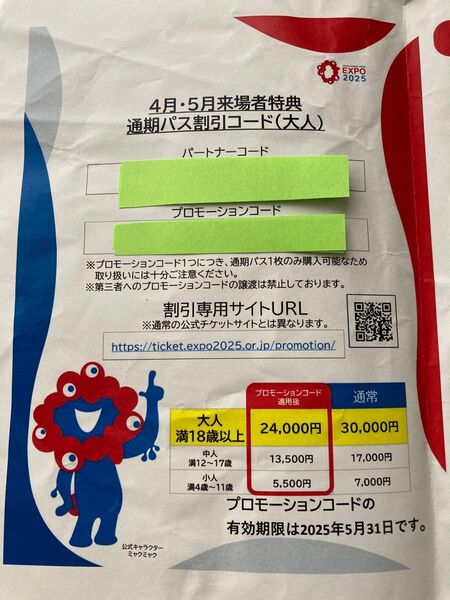 EXPO
2025
4月・5月来場者特典
通期パス割引コード(大人)
パートナーコード
プロモーションコード
※プロモーションコード1つにつき、通期パス1枚のみ購入可能なため
取り扱いには十分ご注意ください。
※第三者へのプロモーションコードの譲渡は禁止しております。
割引専用サイトURL
※通常の公式チケットサイトとは異なります。
https://ticket.expo2025.or.jp/promotion/
プロモーションコード
適用後
通常
大人
満18歳以上
24,000円
30,000円
中人
満12~17歳
13,500円
17,000円
小人
満4歳~11歳
5,500円
7,000円
プロモーションコードの
有効期限は2025年5月31日です。
公式キャラクター
ミャクミャク